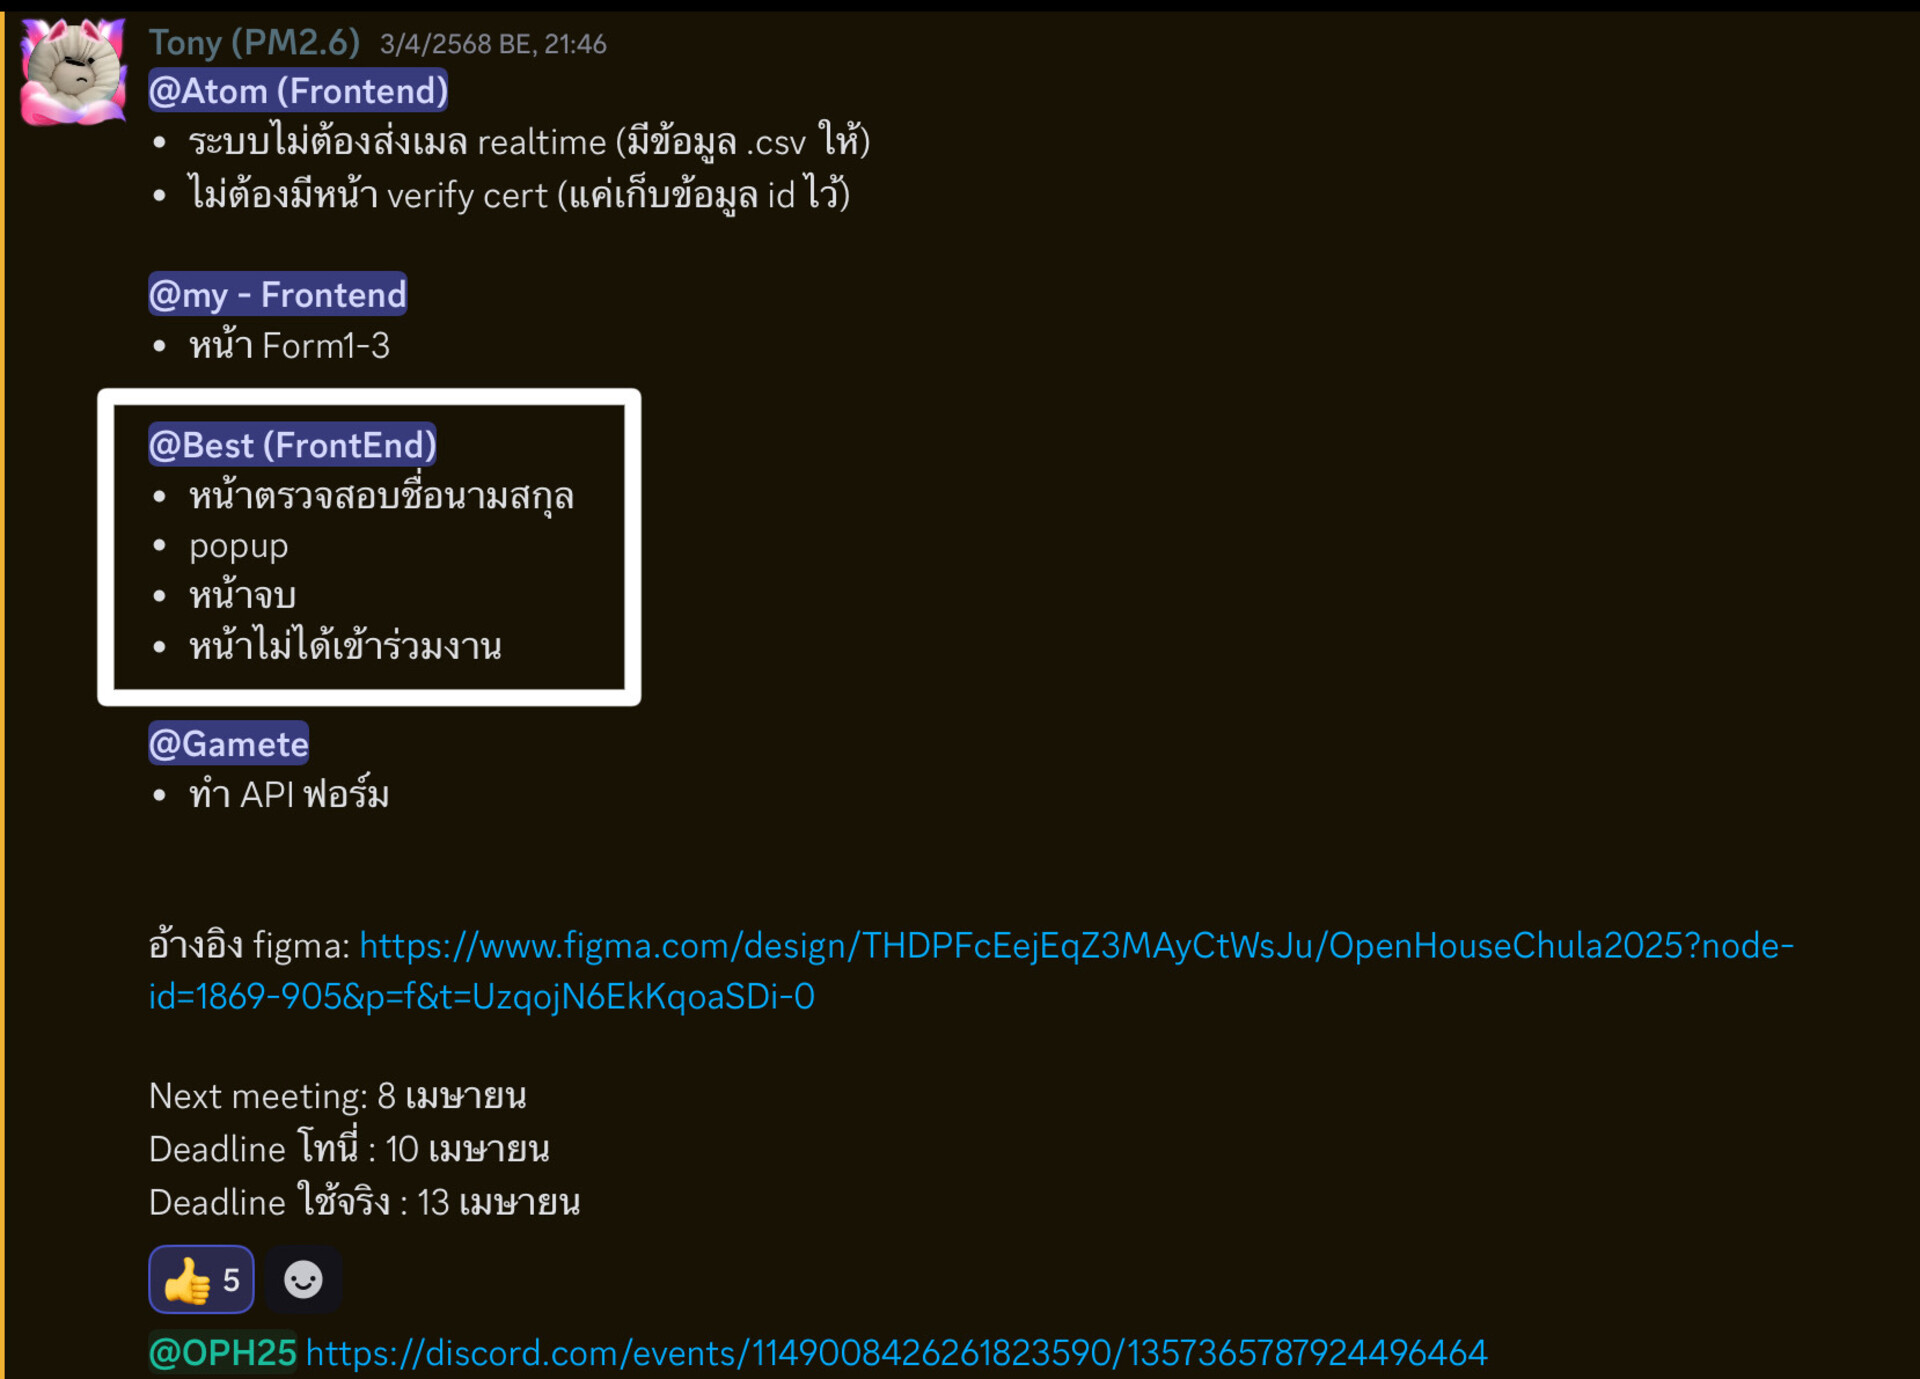 Tony (PM2.6) 3/4/2568 BE, 21:46
@Atom (Frontend)
• ระบบไม่ต้องส่งเมล realtime (มีข้อมูล .csv ให้)
• ไม่ต้องมีหน้า verify cert (แค่เก็บข้อมูล id ไว้)
@my - Frontend
• หน้า Form1-3
@Best (FrontEnd)
• หน้าตรวจสอบชื่อนามสกุล
• popup
• หน้าจบ
• หน้าไม่ได้เข้าร่วมงาน
@Gamete
• ทำ API ฟอร์ม
อ้างอิง figma: https://www.figma.com/design/THDPFcEejEqZ3MAyCtWsJu/OpenHouseChula2025?node-
id=1869-905&p=f&t=UzqojN6EkKqoaSDi-0
Next meeting: 8 เมษายน
Deadline โทนี่ : 10 เมษายน
Deadline ใช้จริง : 13 เมษายน
👍 5
@OPH25 https://discord.com/events/1149008426261823590/1357365787924496464